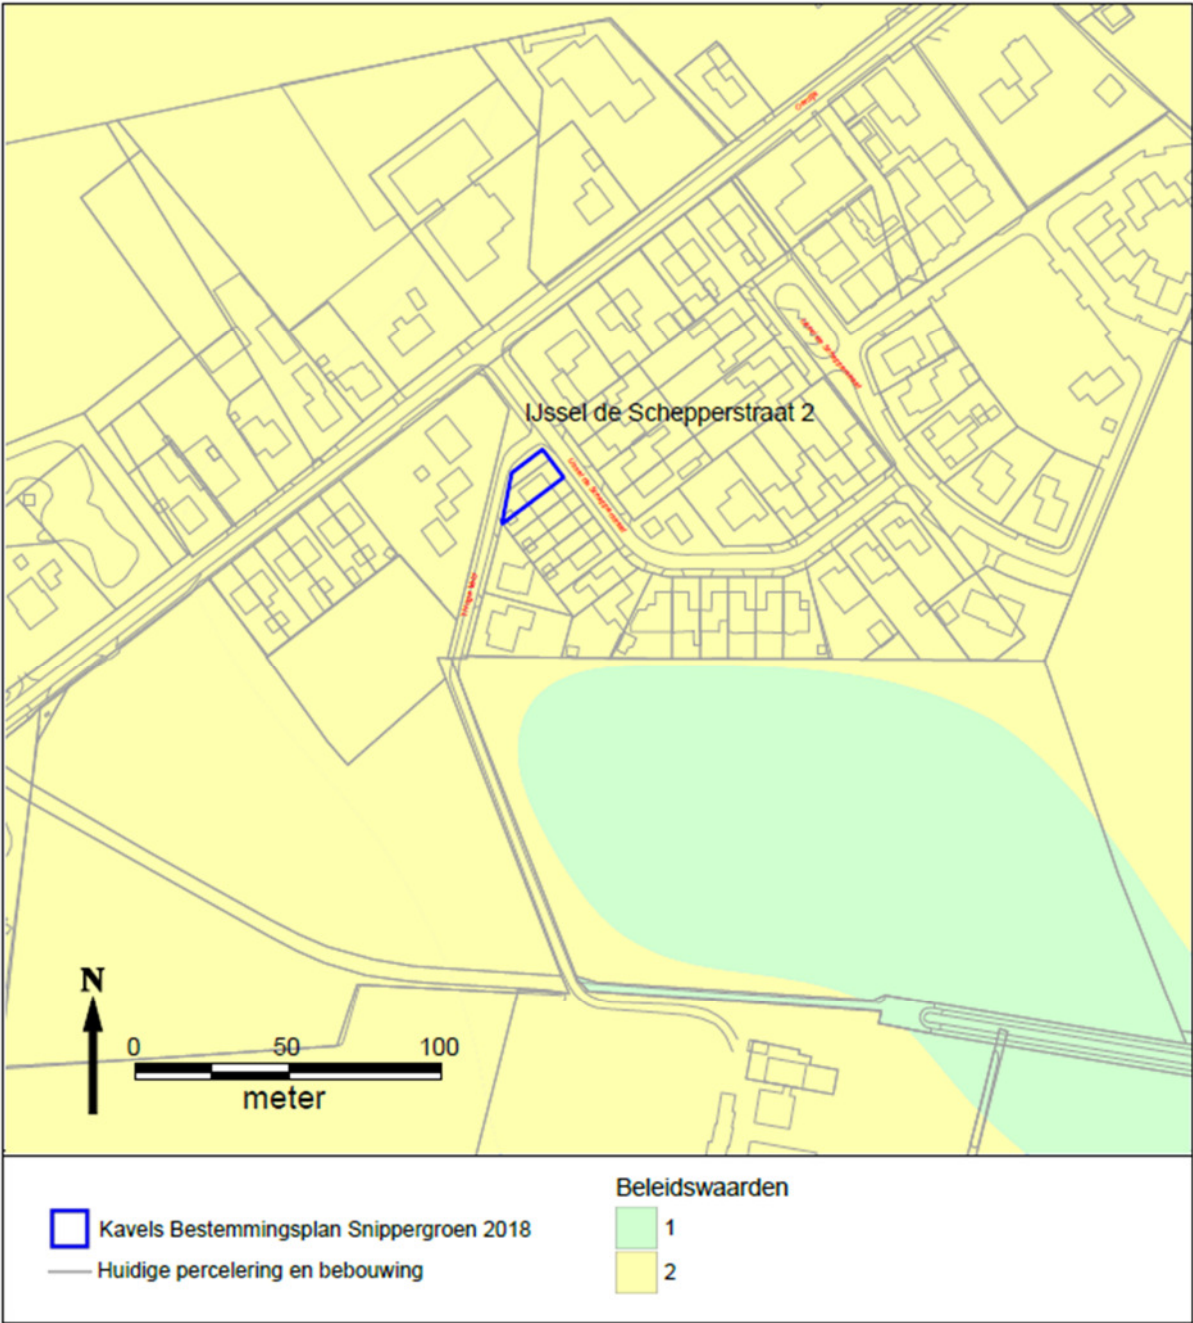 IJssel de Schepperstraat 2
N
0 50 100
meter
Beleidswaarden
Kavels Bestemmingsplan Snippergroen 2018
1
Huidige percelering en bebouwing
2